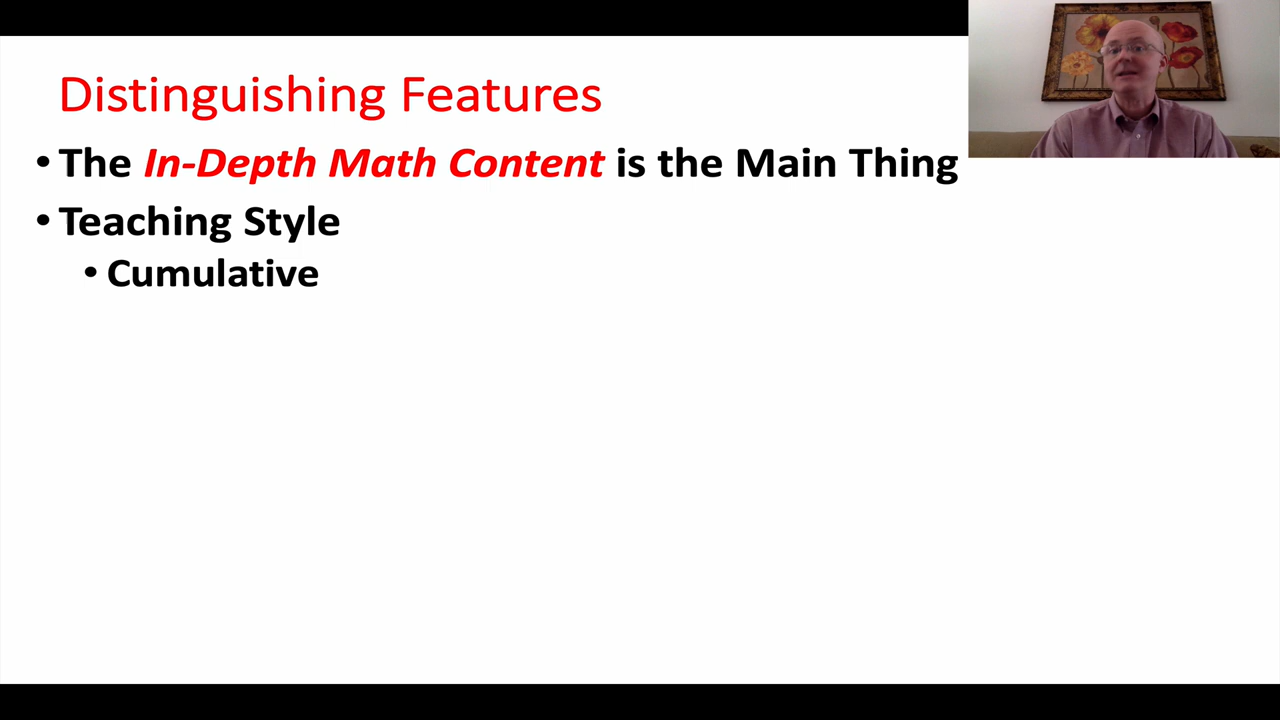 Distinguishing Features
• The In-Depth Math Content is the Main Thing
• Teaching Style
• Cumulative